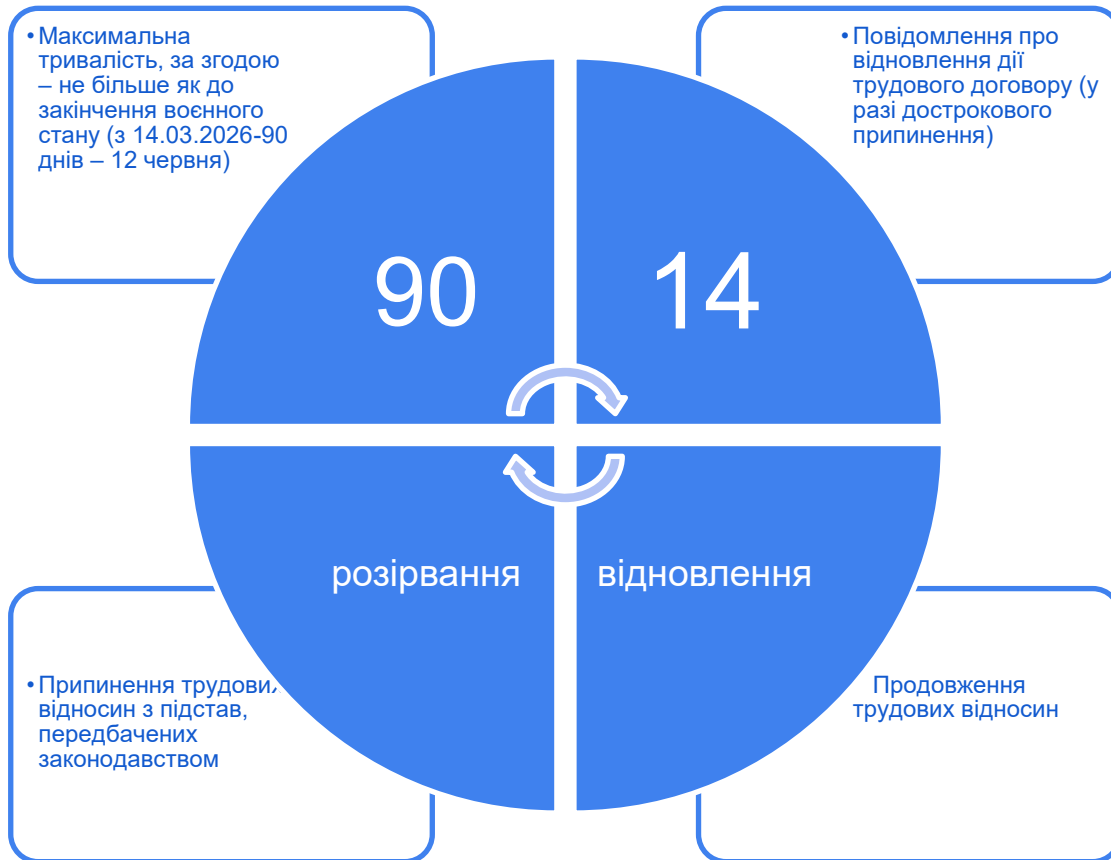 • Максимальна
тривалість, за згодою
– не більше як до
закінчення воєнного
стану (з 14.03.2026-90
днів – 12 червня)
• Повідомлення про
відновлення дії
трудового договору (у
разі дострокового
припинення)
90
14
розірвання
відновлення
• Припинення трудових
відносин з підстав,
передбачених
законодавством
Продовження
трудових відносин